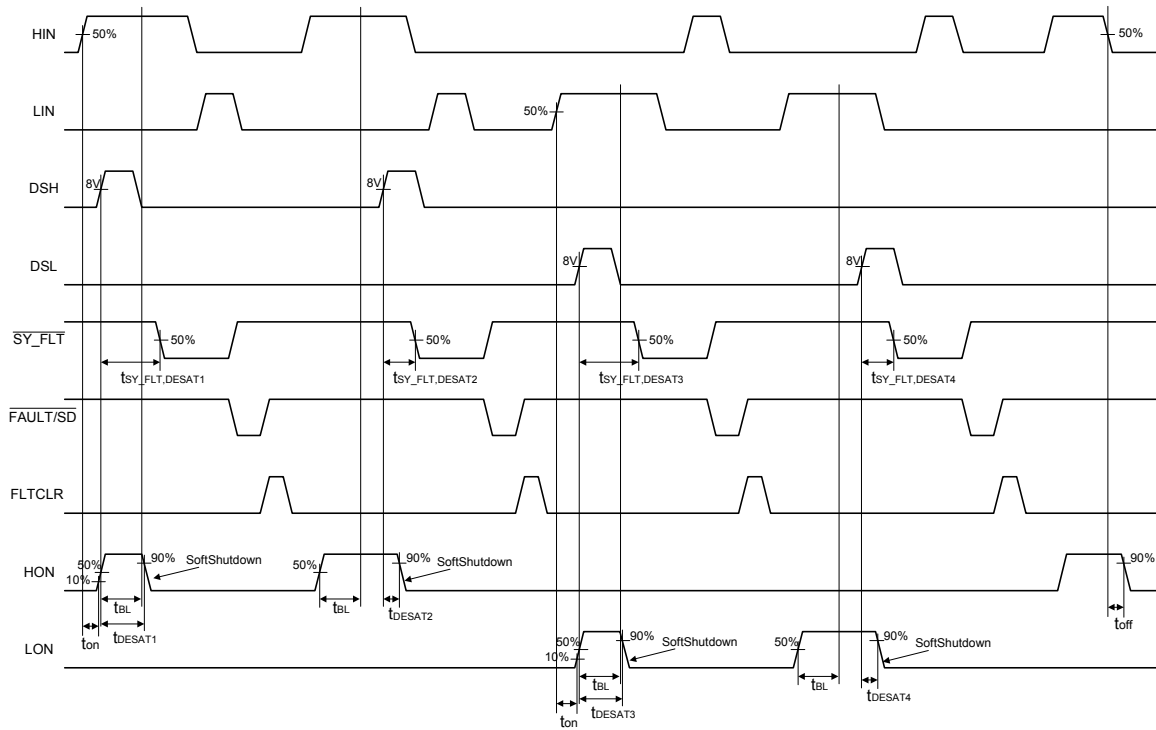 HIN
50%
50%
LIN
50%
DSH
8V
8V
DSL
8V
8V
SY_FLT
50%
50%
50%
50%
tSY_FLT,DESAT1
tSY_FLT,DESAT2
tSY_FLT,DESAT3
tSY_FLT,DESAT4
FAULT/SD
FLTCLR
HON
50%
10%
90%
SoftShutdown
50%
90%
SoftShutdown
90%
tBL
tBL
ton
tDESAT1
tDESAT2
toff
LON
50%
10%
90%
SoftShutdown
50%
90%
SoftShutdown
tBL
tBL
ton
tDESAT3
tDESAT4